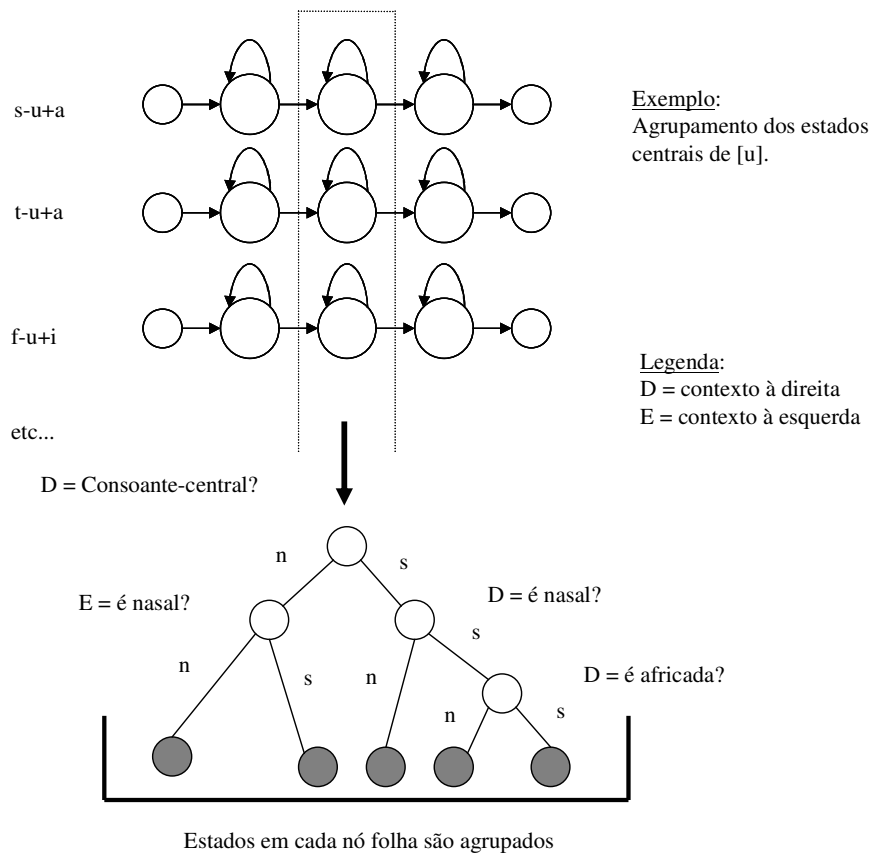 s-u+a
Exemplo:
Agrupamento dos estados
centrais de [u].
t-u+a
f-u+i
Legenda:
D = contexto à direita
E = contexto à esquerda
etc...
D = Consoante-central?
n
s
E = é nasal?
D = é nasal?
s
n
s
n
D = é africada?
n
s
Estados em cada nó folha são agrupados